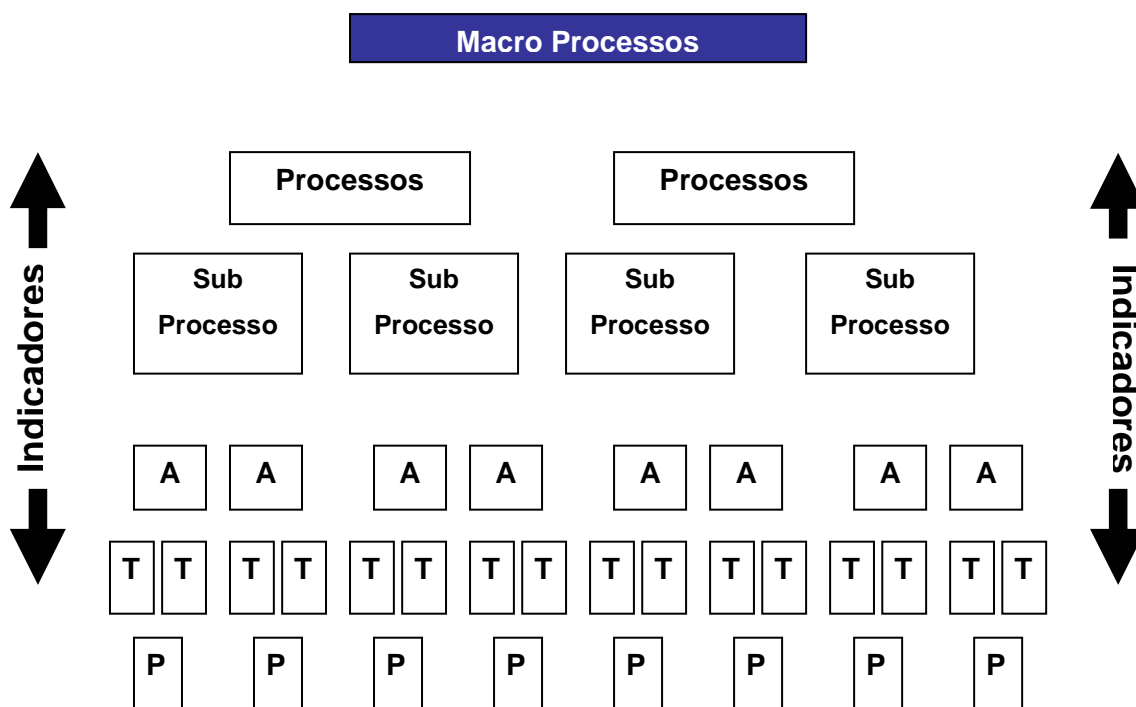 Macro Processos
Processos Processos
Indicadores
Indicadores
Sub Processo
Sub Processo
Sub Processo
Sub Processo
A A A A A A A A
T T T T T T T T T T T T T T T T
P P P P P P P P